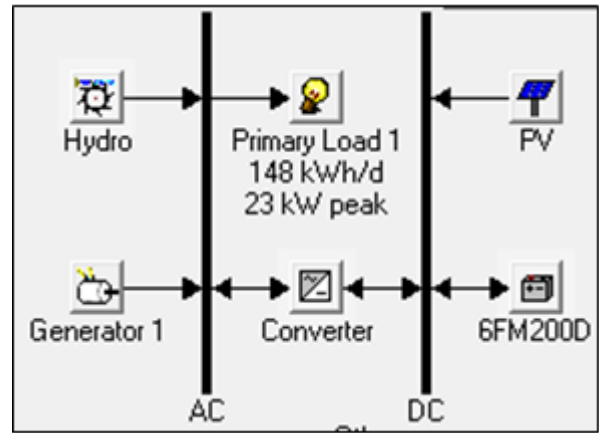 Hydro
Primary Load 1
148 kWh/d
23 kW peak
PV
Generator 1
Converter
6FM200D
AC
DC